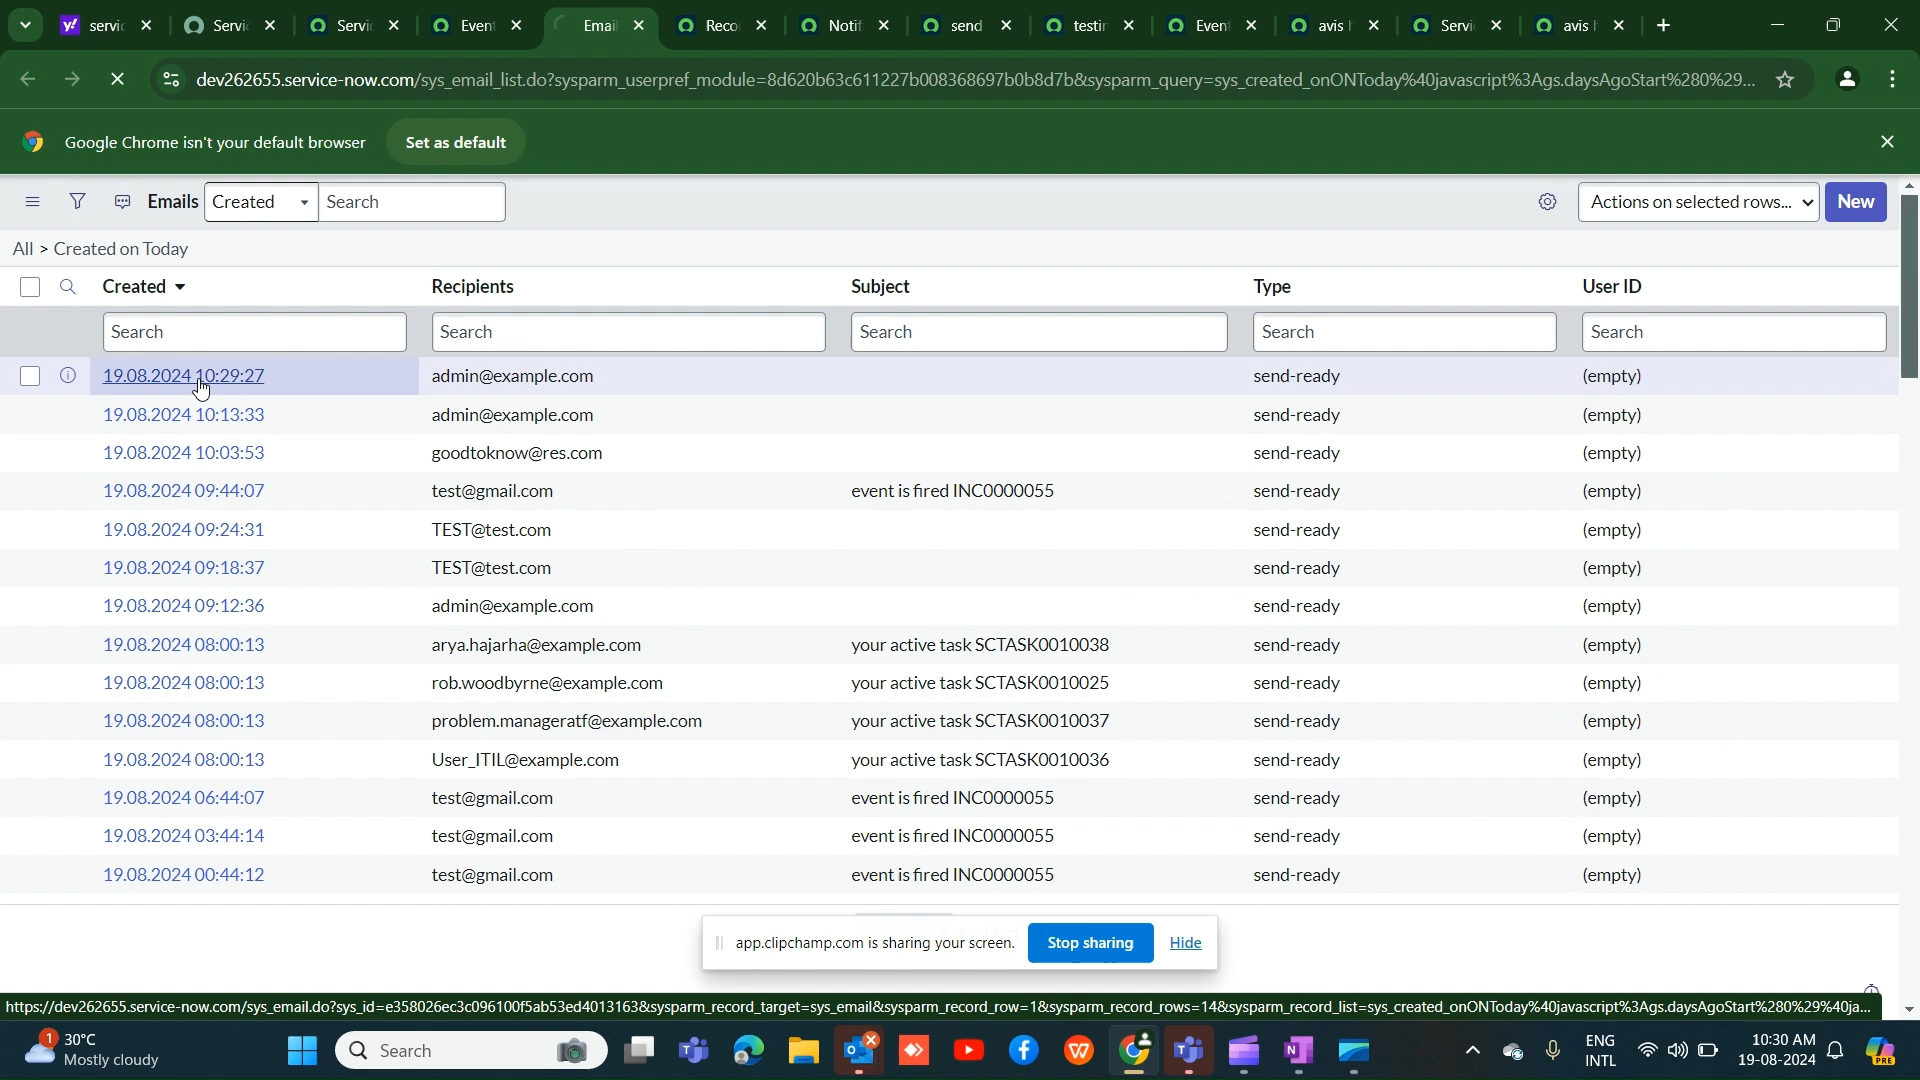 servic
Servic
Servic
Event
Email
Recor
Notifi
send
testin
Event
avis h
Servic
avis h
dev262655.service-now.com/sys_email_list.do?sysparm_userpref_module=8d620b63c611227b008368697b0b8d7b&sysparm_query=sys_created_onONToday%40javascript%3Ags.daysAgoStart%280%29...
Google Chrome isn't your default browser Set as default
Emails Created Search Actions on selected rows... New
All > Created on Today
Created Recipients Subject Type User ID
Search Search Search Search Search
19.08.2024 10:29:27 admin@example.com send-ready (empty)
19.08.2024 10:13:33 admin@example.com send-ready (empty)
19.08.2024 10:03:53 goodtoknow@res.com send-ready (empty)
19.08.2024 09:44:07 test@gmail.com event is fired INC0000055 send-ready (empty)
19.08.2024 09:24:31 TEST@test.com send-ready (empty)
19.08.2024 09:18:37 TEST@test.com send-ready (empty)
19.08.2024 09:12:36 admin@example.com send-ready (empty)
19.08.2024 08:00:13 arya.hajarha@example.com your active task SCTASK0010038 send-ready (empty)
19.08.2024 08:00:13 rob.woodbyrne@example.com your active task SCTASK0010025 send-ready (empty)
19.08.2024 08:00:13 problem.manageratf@example.com your active task SCTASK0010037 send-ready (empty)
19.08.2024 08:00:13 User_ITIL@example.com your active task SCTASK0010036 send-ready (empty)
19.08.2024 06:44:07 test@gmail.com event is fired INC0000055 send-ready (empty)
19.08.2024 03:44:14 test@gmail.com event is fired INC0000055 send-ready (empty)
19.08.2024 00:44:12 test@gmail.com event is fired INC0000055 send-ready (empty)
app.clipchamp.com is sharing your screen. Stop sharing Hide
https://dev262655.service-now.com/sys_email.do?sys_id=e358026ec3c096100f5ab53ed4013163&sysparm_record_target=sys_email&sysparm_record_row=1&sysparm_record_rows=14&sysparm_record_list=sys_created_onONToday%40javascript%3Ags.daysAgoStart%280%29%40ja...
1 30°C
Mostly cloudy
Search
ENG
INTL
10:30 AM
19-08-2024
PRE